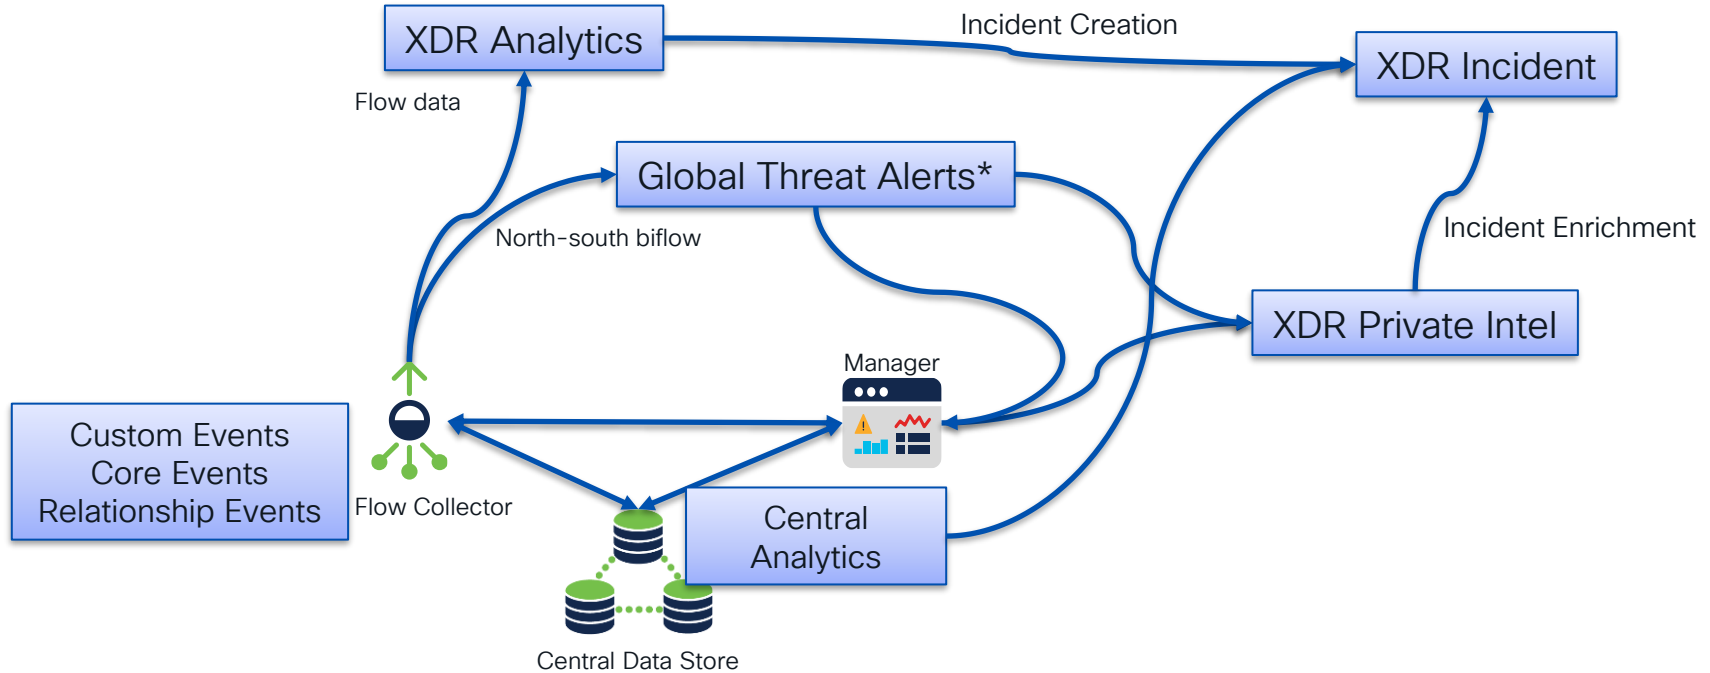 XDR Analytics
Incident Creation
XDR Incident
Flow data
Global Threat Alerts*
North-south biflow
Incident Enrichment
XDR Private Intel
Manager
Custom Events
Core Events
Relationship Events
Flow Collector
Central
Analytics
Central Data Store